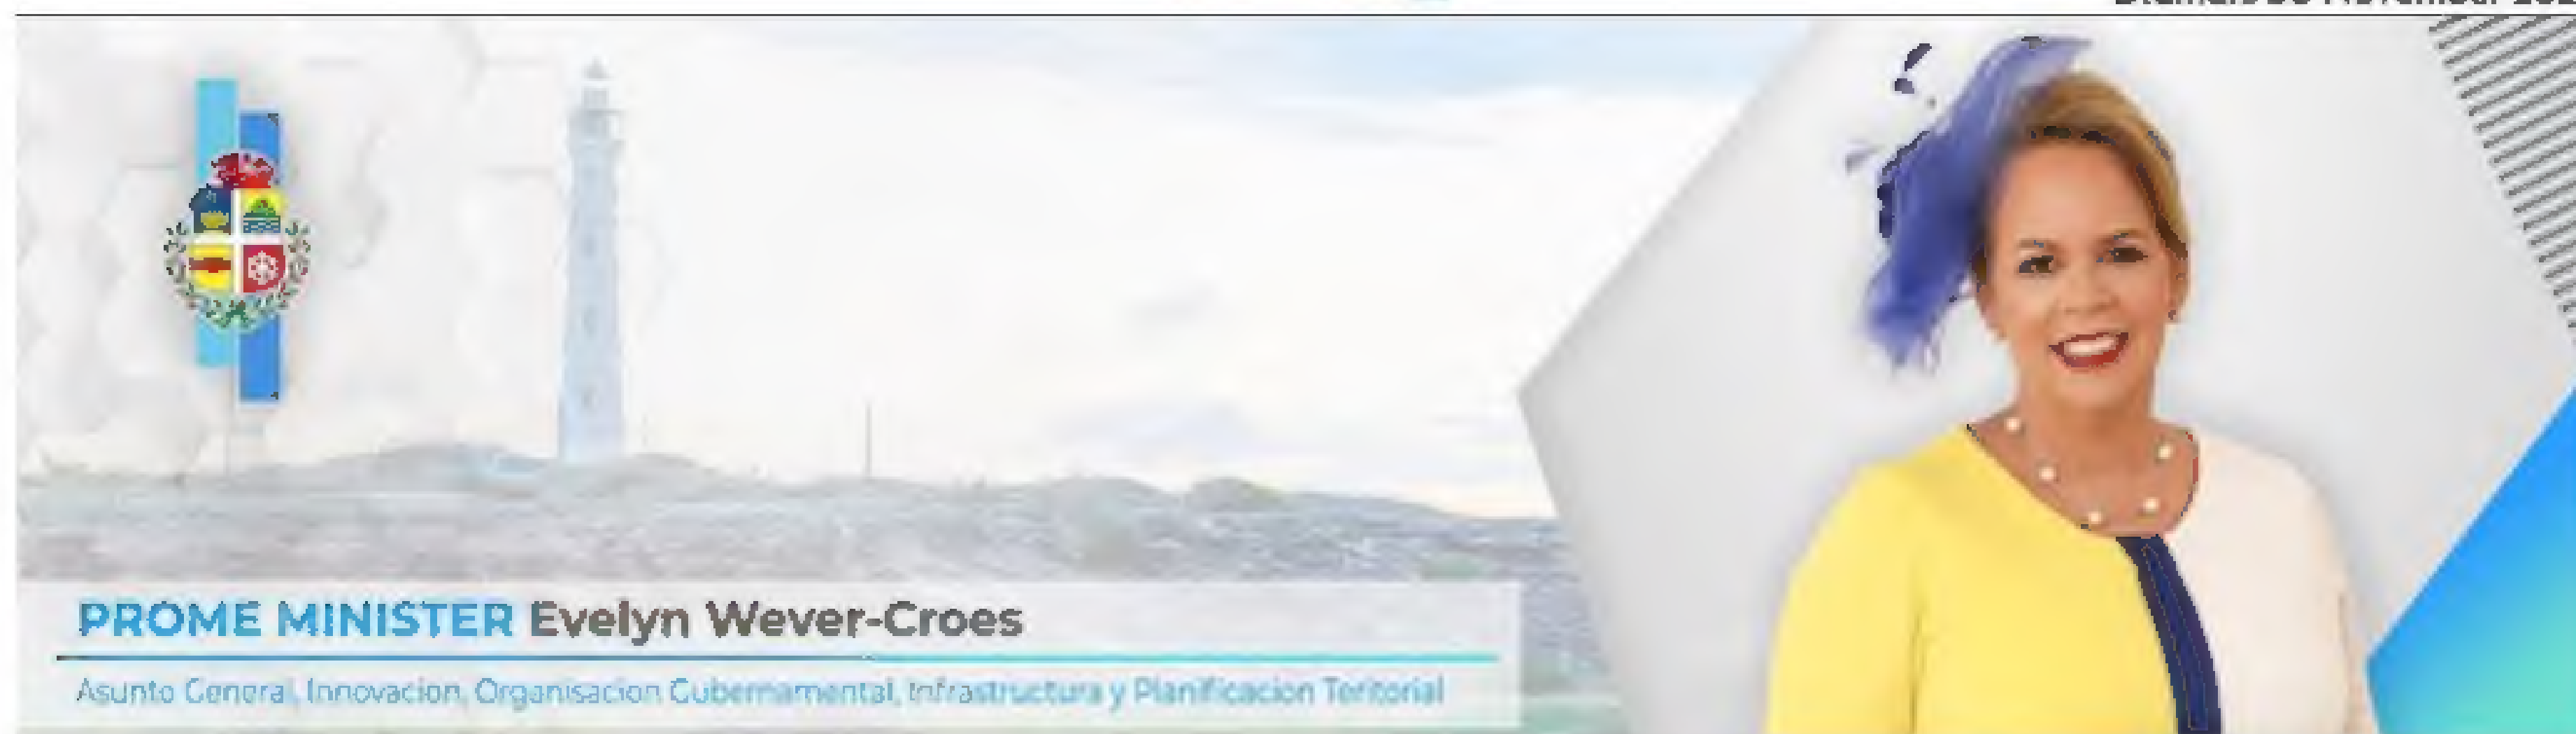 PROME MINISTER Evelyn Wever-Croes
Asunto General, Innovacion, Organisacion Gubernamental, Infrastructura y Planificacion Teritorial